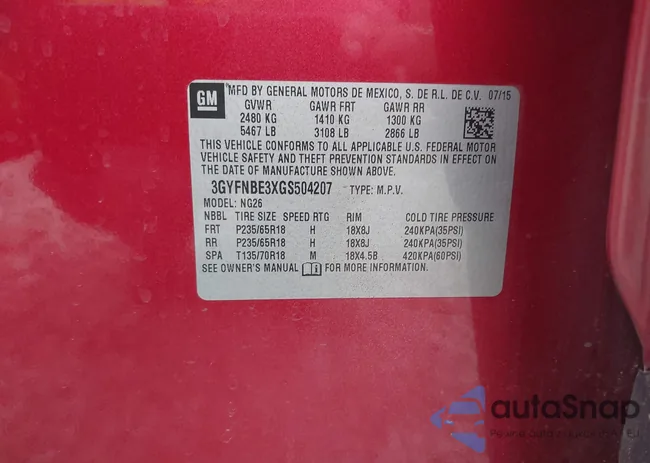 GM
MFD BY GENERAL MOTORS DE MEXICO, S. DE R.L. DE C.V. 07/15
GVWR GAWR FRT GAWR RR
2480 KG 1410 KG 1300 KG
5467 LB 3108 LB 2866 LB
THIS VEHICLE CONFORMS TO ALL APPLICABLE U.S. FEDERAL MOTOR
VEHICLE SAFETY AND THEFT PREVENTION STANDARDS IN EFFECT ON
THE DATE OF MANUFACTURE SHOWN ABOVE.
3GYFNBE3XGS504207 TYPE: M.P.V.
MODEL: NG26
NBBL TIRE SIZE SPEED RTG RIM COLD TIRE PRESSURE
FRT P235/65R18 H 18X8J 240KPA(35PSI)
RR P235/65R18 H 18X8J 240KPA(35PSI)
SPA T135/70R18 M 18X4.5B 420KPA(60PSI)
SEE OWNER'S MANUAL FOR MORE INFORMATION.
autaSnap
Pewne auta